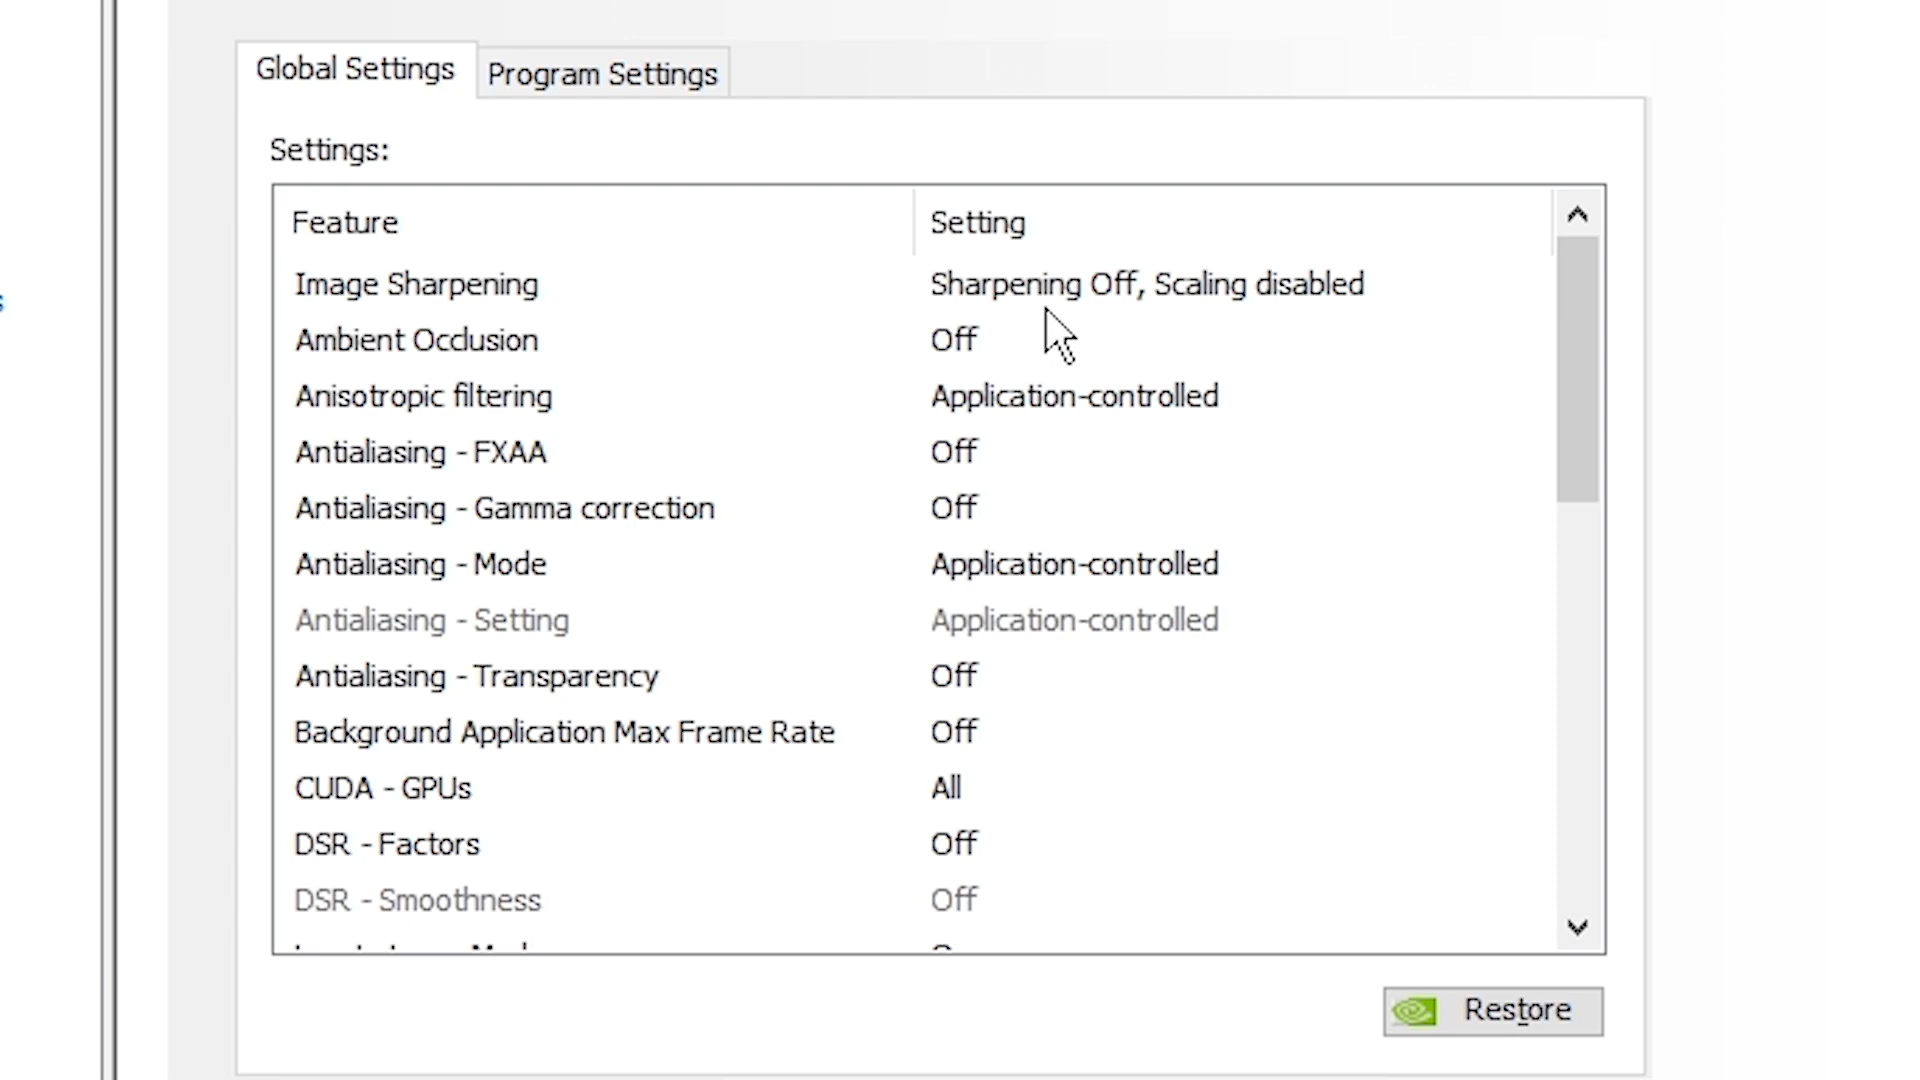 Global Settings
Program Settings
Settings:
Feature Setting
Image Sharpening Sharpening Off, Scaling disabled
Ambient Occlusion Off
Anisotropic filtering Application-controlled
Antialiasing - FXAA Off
Antialiasing - Gamma correction Off
Antialiasing - Mode Application-controlled
Antialiasing - Setting Application-controlled
Antialiasing - Transparency Off
Background Application Max Frame Rate Off
CUDA - GPUs All
DSR - Factors Off
DSR - Smoothness Off
Restore